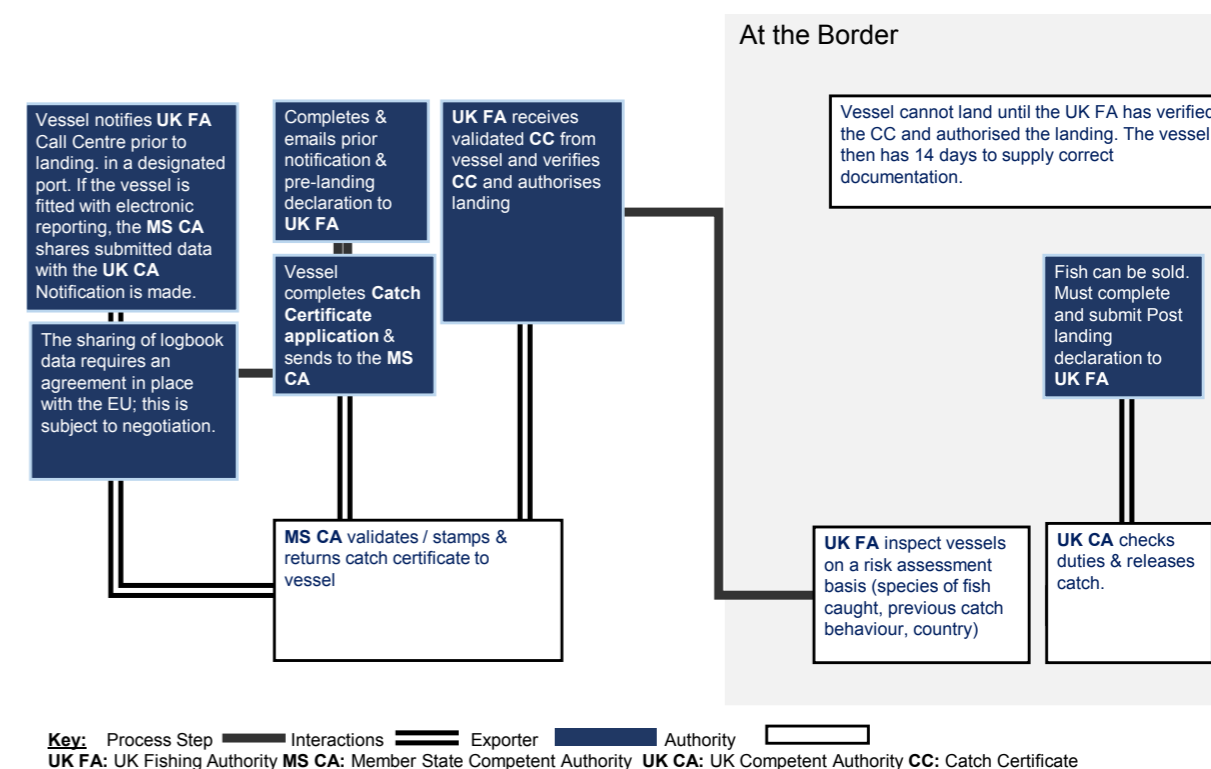 At the Border
Vessel notifies UK FA
Call Centre prior to
landing. in a designated
port. If the vessel is
fitted with electronic
reporting, the MS CA
shares submitted data
with the UK CA
Notification is made.
The sharing of logbook
data requires an
agreement in place
with the EU; this is
subject to negotiation.
Completes &
emails prior
notification &
pre-landing
declaration to
UK FA
Vessel
completes Catch
Certificate
application &
sends to the MS
CA
UK FA receives
validated CC from
vessel and verifies
CC and authorises
landing
MS CA validates / stamps &
returns catch certificate to
vessel
Vessel cannot land until the UK FA has verified
the CC and authorised the landing. The vessel
then has 14 days to supply correct
documentation.
UK FA inspect vessels
on a risk assessment
basis (species of fish
caught, previous catch
behaviour, country)
Fish can be sold.
Must complete
and submit Post
landing
declaration to
UK FA
UK CA checks
duties & releases
catch.
Key: Process Step Interactions Exporter Authority
UK FA: UK Fishing Authority MS CA: Member State Competent Authority UK CA: UK Competent Authority CC: Catch Certificate